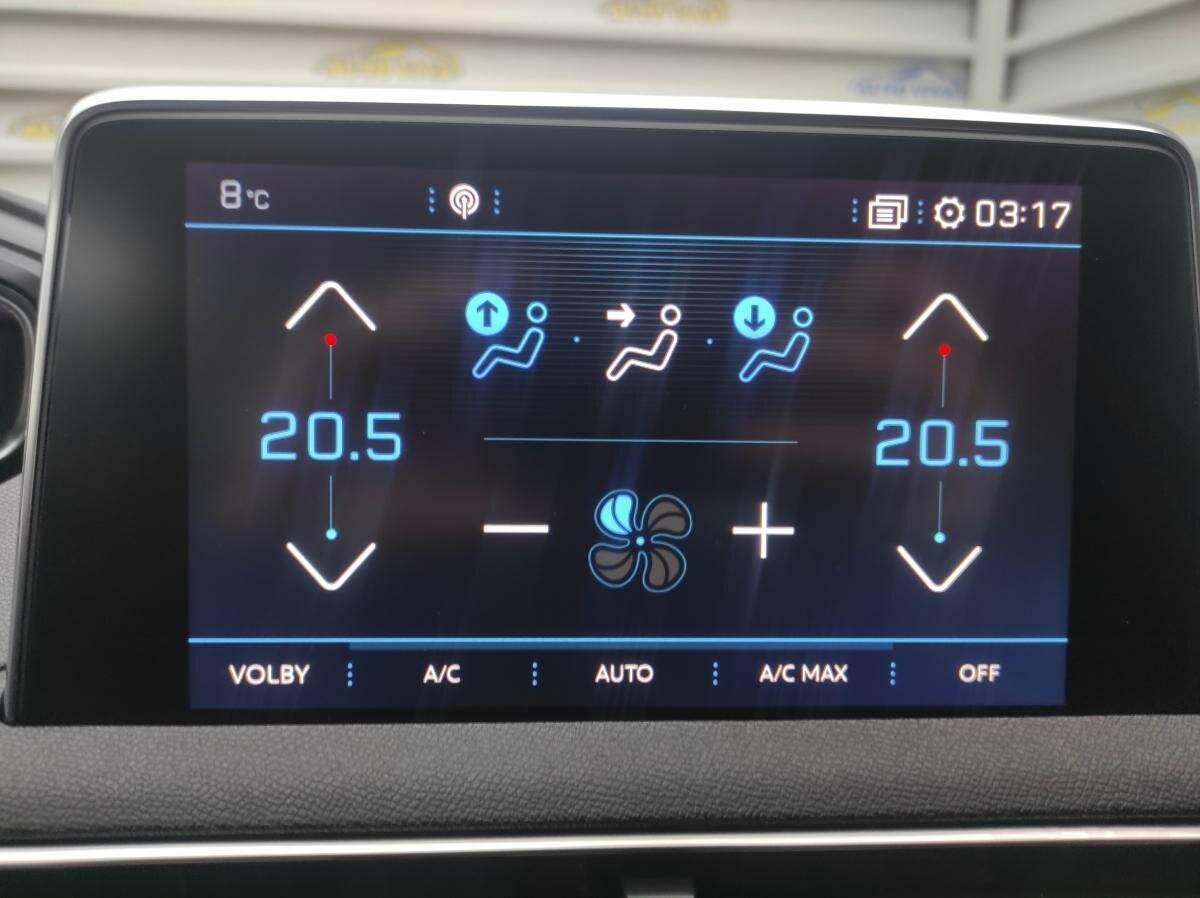 8°C
03:17
20.5
20.5
VOLBY
A/C
AUTO
A/C MAX
OFF